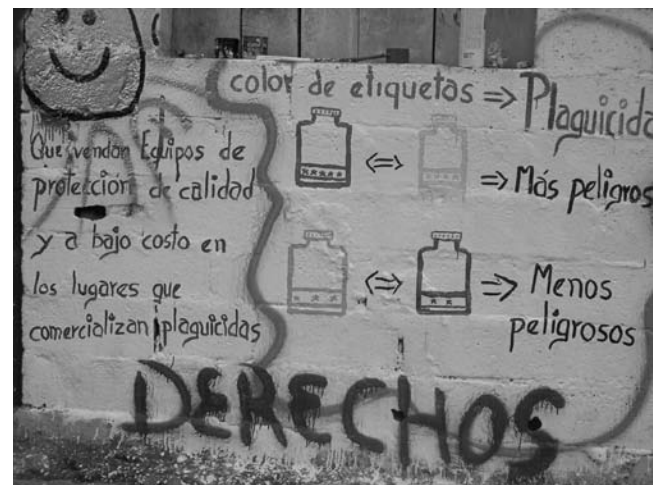 Que vendan Equipos de
protección de calidad
y a bajo costo en
los lugares que
comercializan plaguicidas
color de etiquetas => Plaguicida
<=> => Más peligros
<=> => Menos
peligrosos
DERECHOS